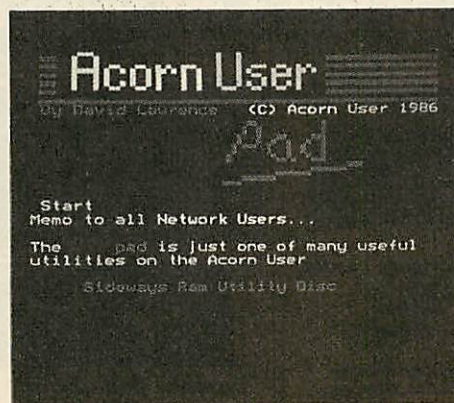 Acorn User
By David Lawrence (C) Acorn User 1986
Pad
Start
Memo to all Network Users...
The pad is just one of many useful
utilities on the Acorn User
Sideways Ram Utility Disc